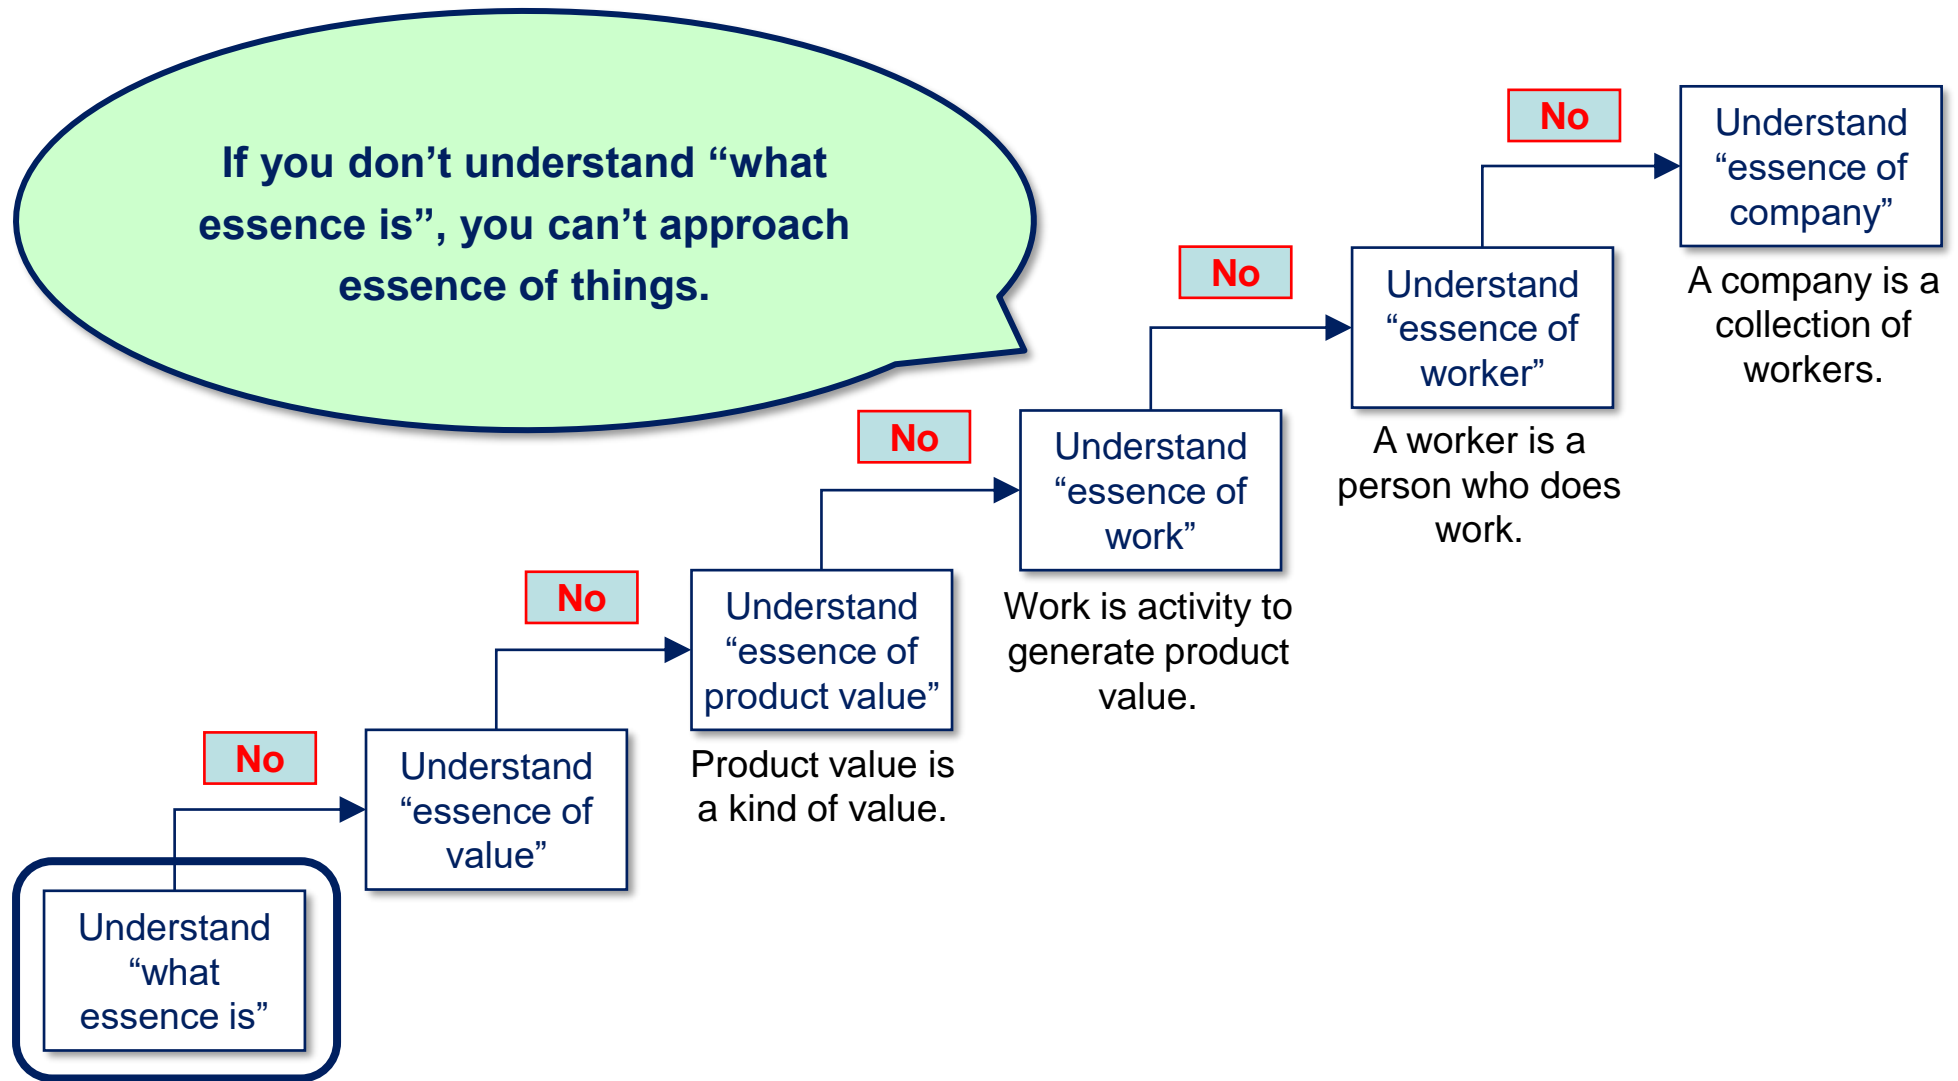 If you don’t understand “what
essence is”, you can’t approach
essence of things.
No
Understand
“essence of
company”
A company is a
collection of
workers.
No
Understand
“essence of
worker”
A worker is a
person who does
work.
No
Understand
“essence of
work”
Work is activity to
generate product
value.
No
Understand
“essence of
product value”
Product value is
a kind of value.
No
Understand
“essence of
value”
Understand
“what
essence is”